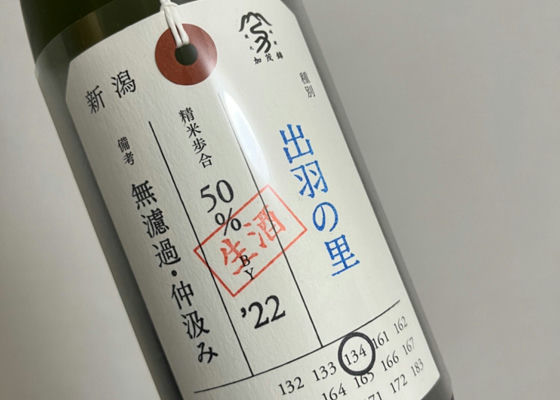 加茂錦
新潟
種別
出羽の里
精米歩合
50
%
BY
'22
生酒
備考
無濾過・仲汲み
132 133 134 161 162
164 165 166 167
171 172 183